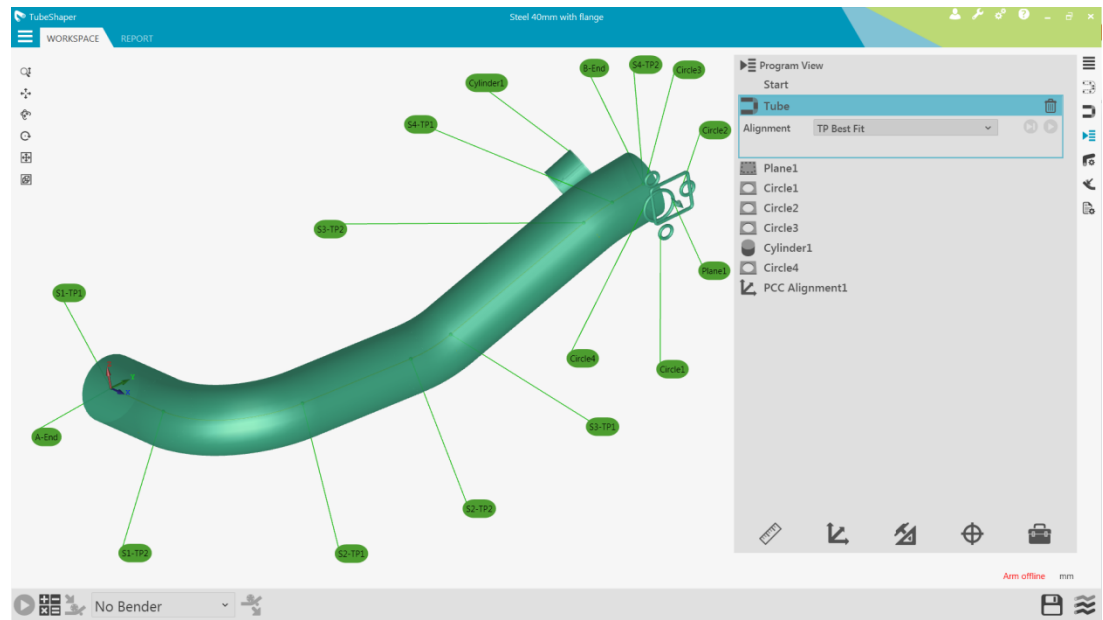 TubeShaper
Steel 40mm with flange
WORKSPACE
REPORT
B-End
S4-TP2
Circle3
Cylinder1
S4-TP1
Circle2
S3-TP2
Plane1
S1-TP1
Circle4
Circle1
A-End
S3-TP1
S2-TP2
S1-TP2
S2-TP1
Program View
Start
Tube
Alignment TP Best Fit
Plane1
Circle1
Circle2
Circle3
Cylinder1
Circle4
PCC Alignment1
Arm offline mm
No Bender